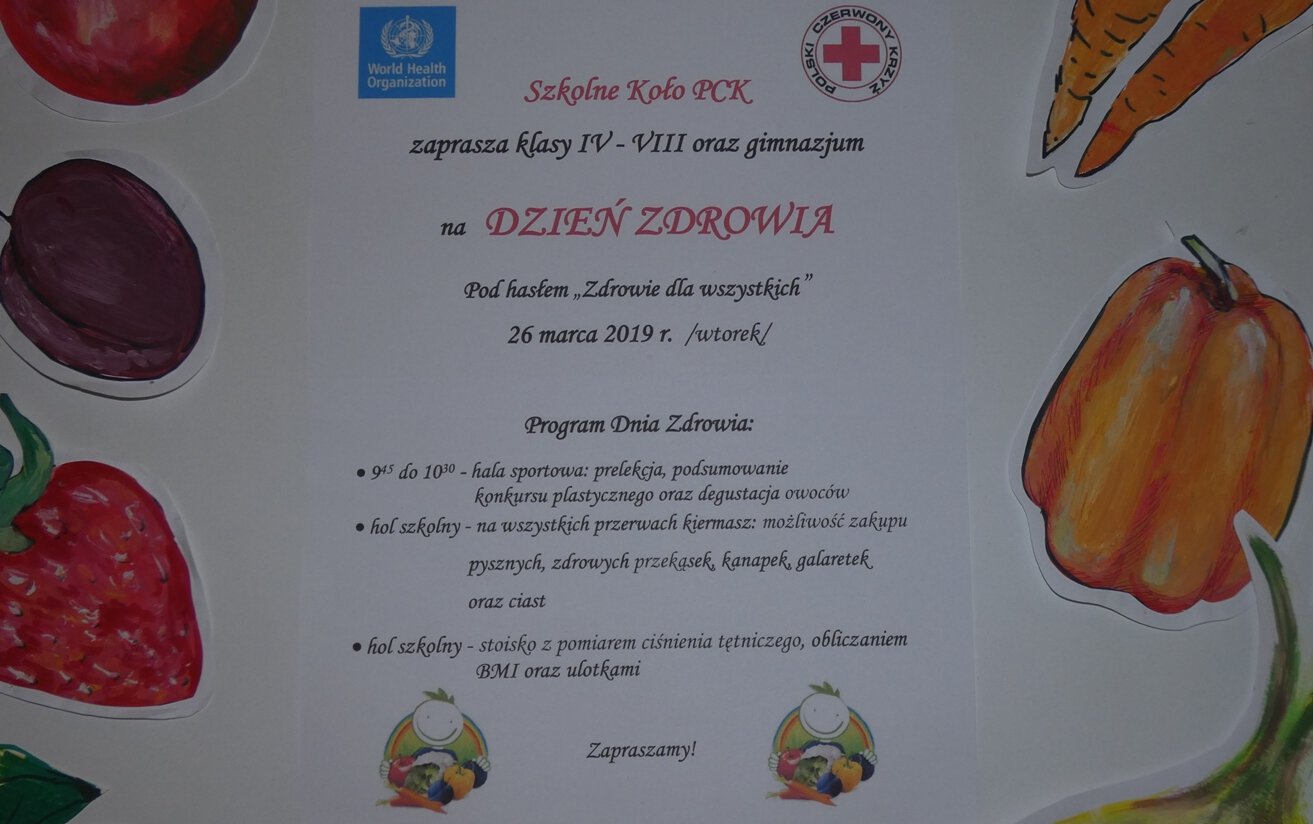 World Health
Organization
POLSKI CZERWONY KRZYŻ
Szkolne Koło PCK
zaprasza klasy IV - VIII oraz gimnazjum
na DZIEŃ ZDROWIA
Pod hasłem „Zdrowie dla wszystkich”
26 marca 2019 r. /wtorek/
Program Dnia Zdrowia:
• 9⁴⁵ do 10³⁰ - hala sportowa: prelekcja, podsumowanie
konkursu plastycznego oraz degustacja owoców
• hol szkolny - na wszystkich przerwach kiermasz: możliwość zakupu
pysznych, zdrowych przekąsek, kanapek, galaretek
oraz ciast
• hol szkolny - stoisko z pomiarem ciśnienia tętniczego, obliczaniem
BMI oraz ulotkami
Zapraszamy!